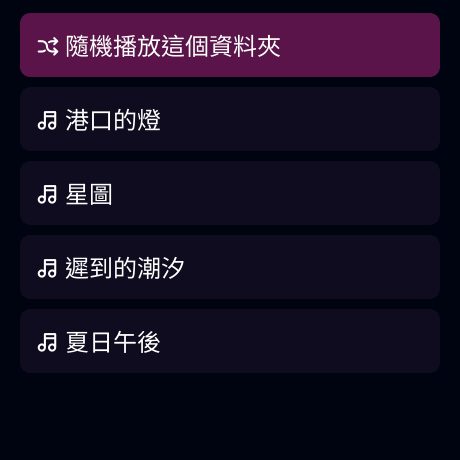 隨機播放這個資料夾
港口的燈
星圖
遲到的潮汐
夏日午後